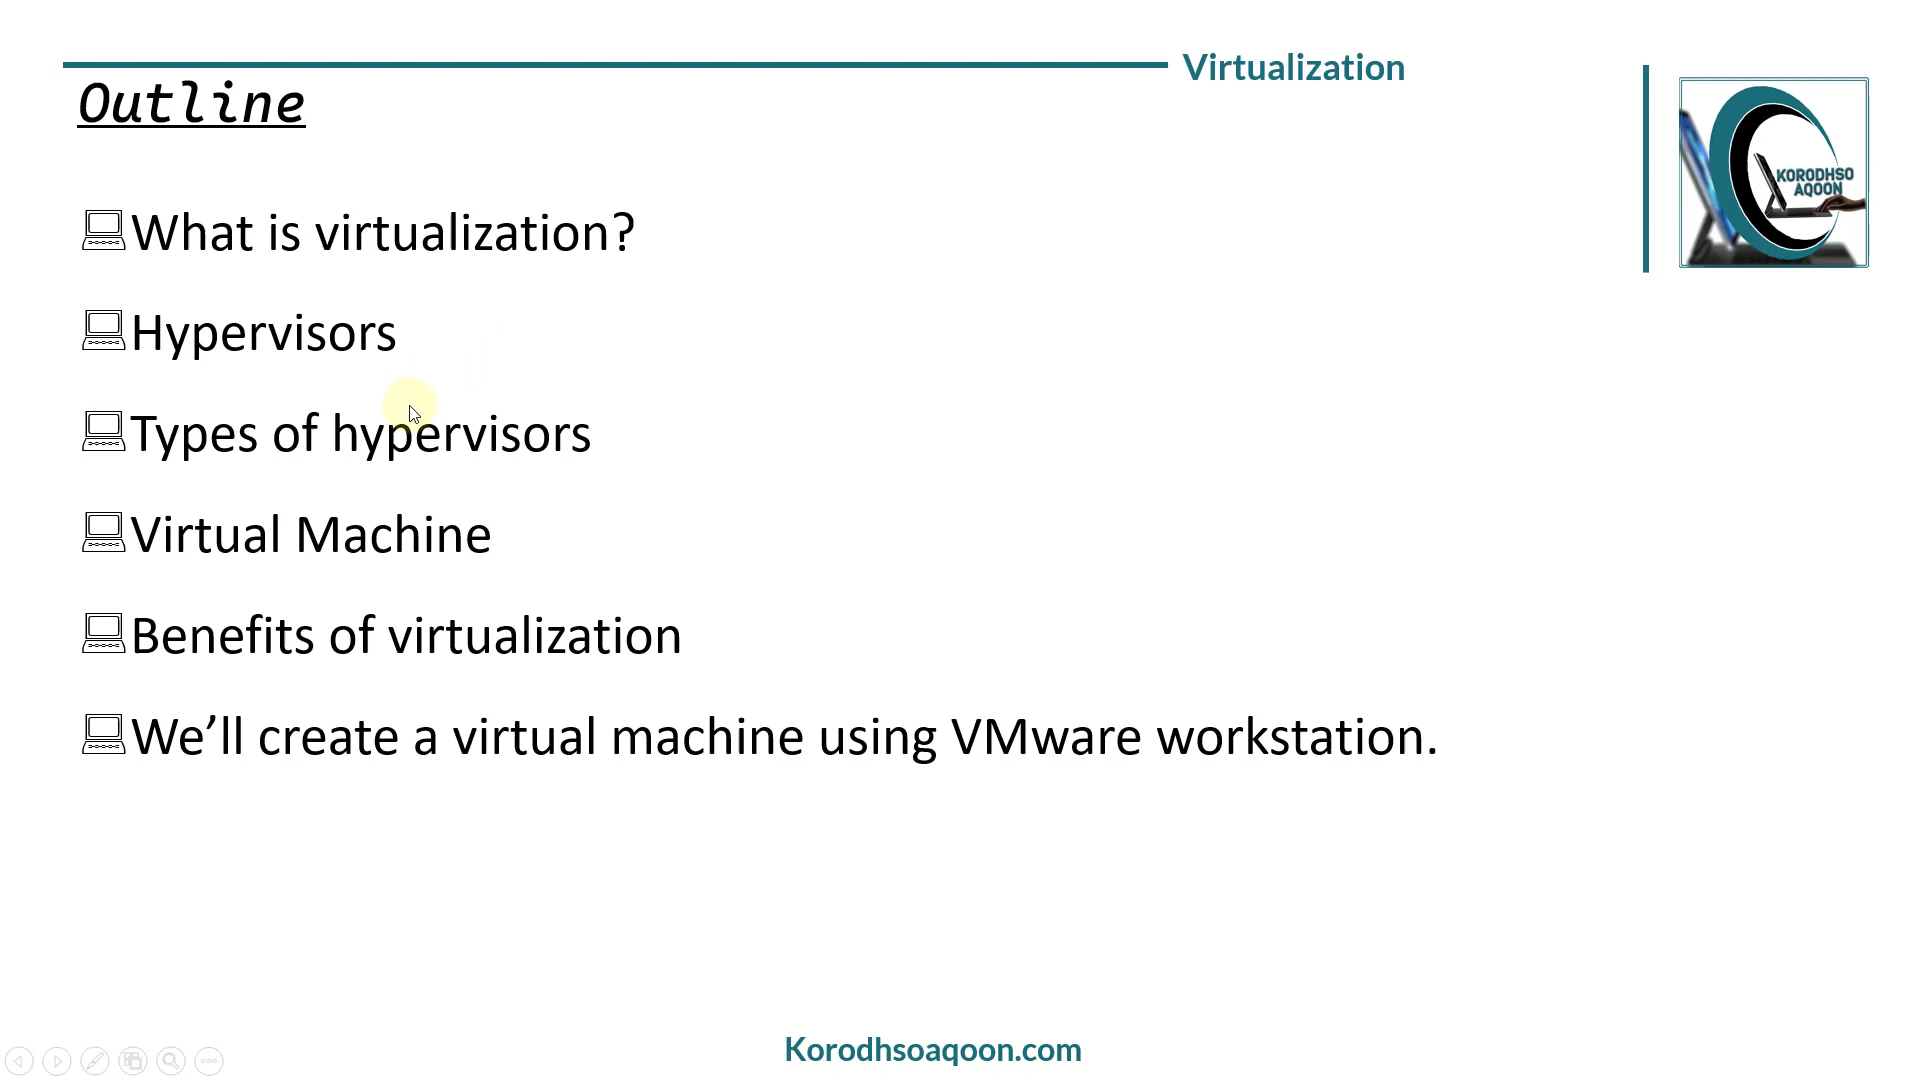 Virtualization
Outline
KORODHSO
AQOON
What is virtualization?
Hypervisors
Types of hypervisors
Virtual Machine
Benefits of virtualization
We’ll create a virtual machine using VMware workstation.
Korodhsoaqoon.com